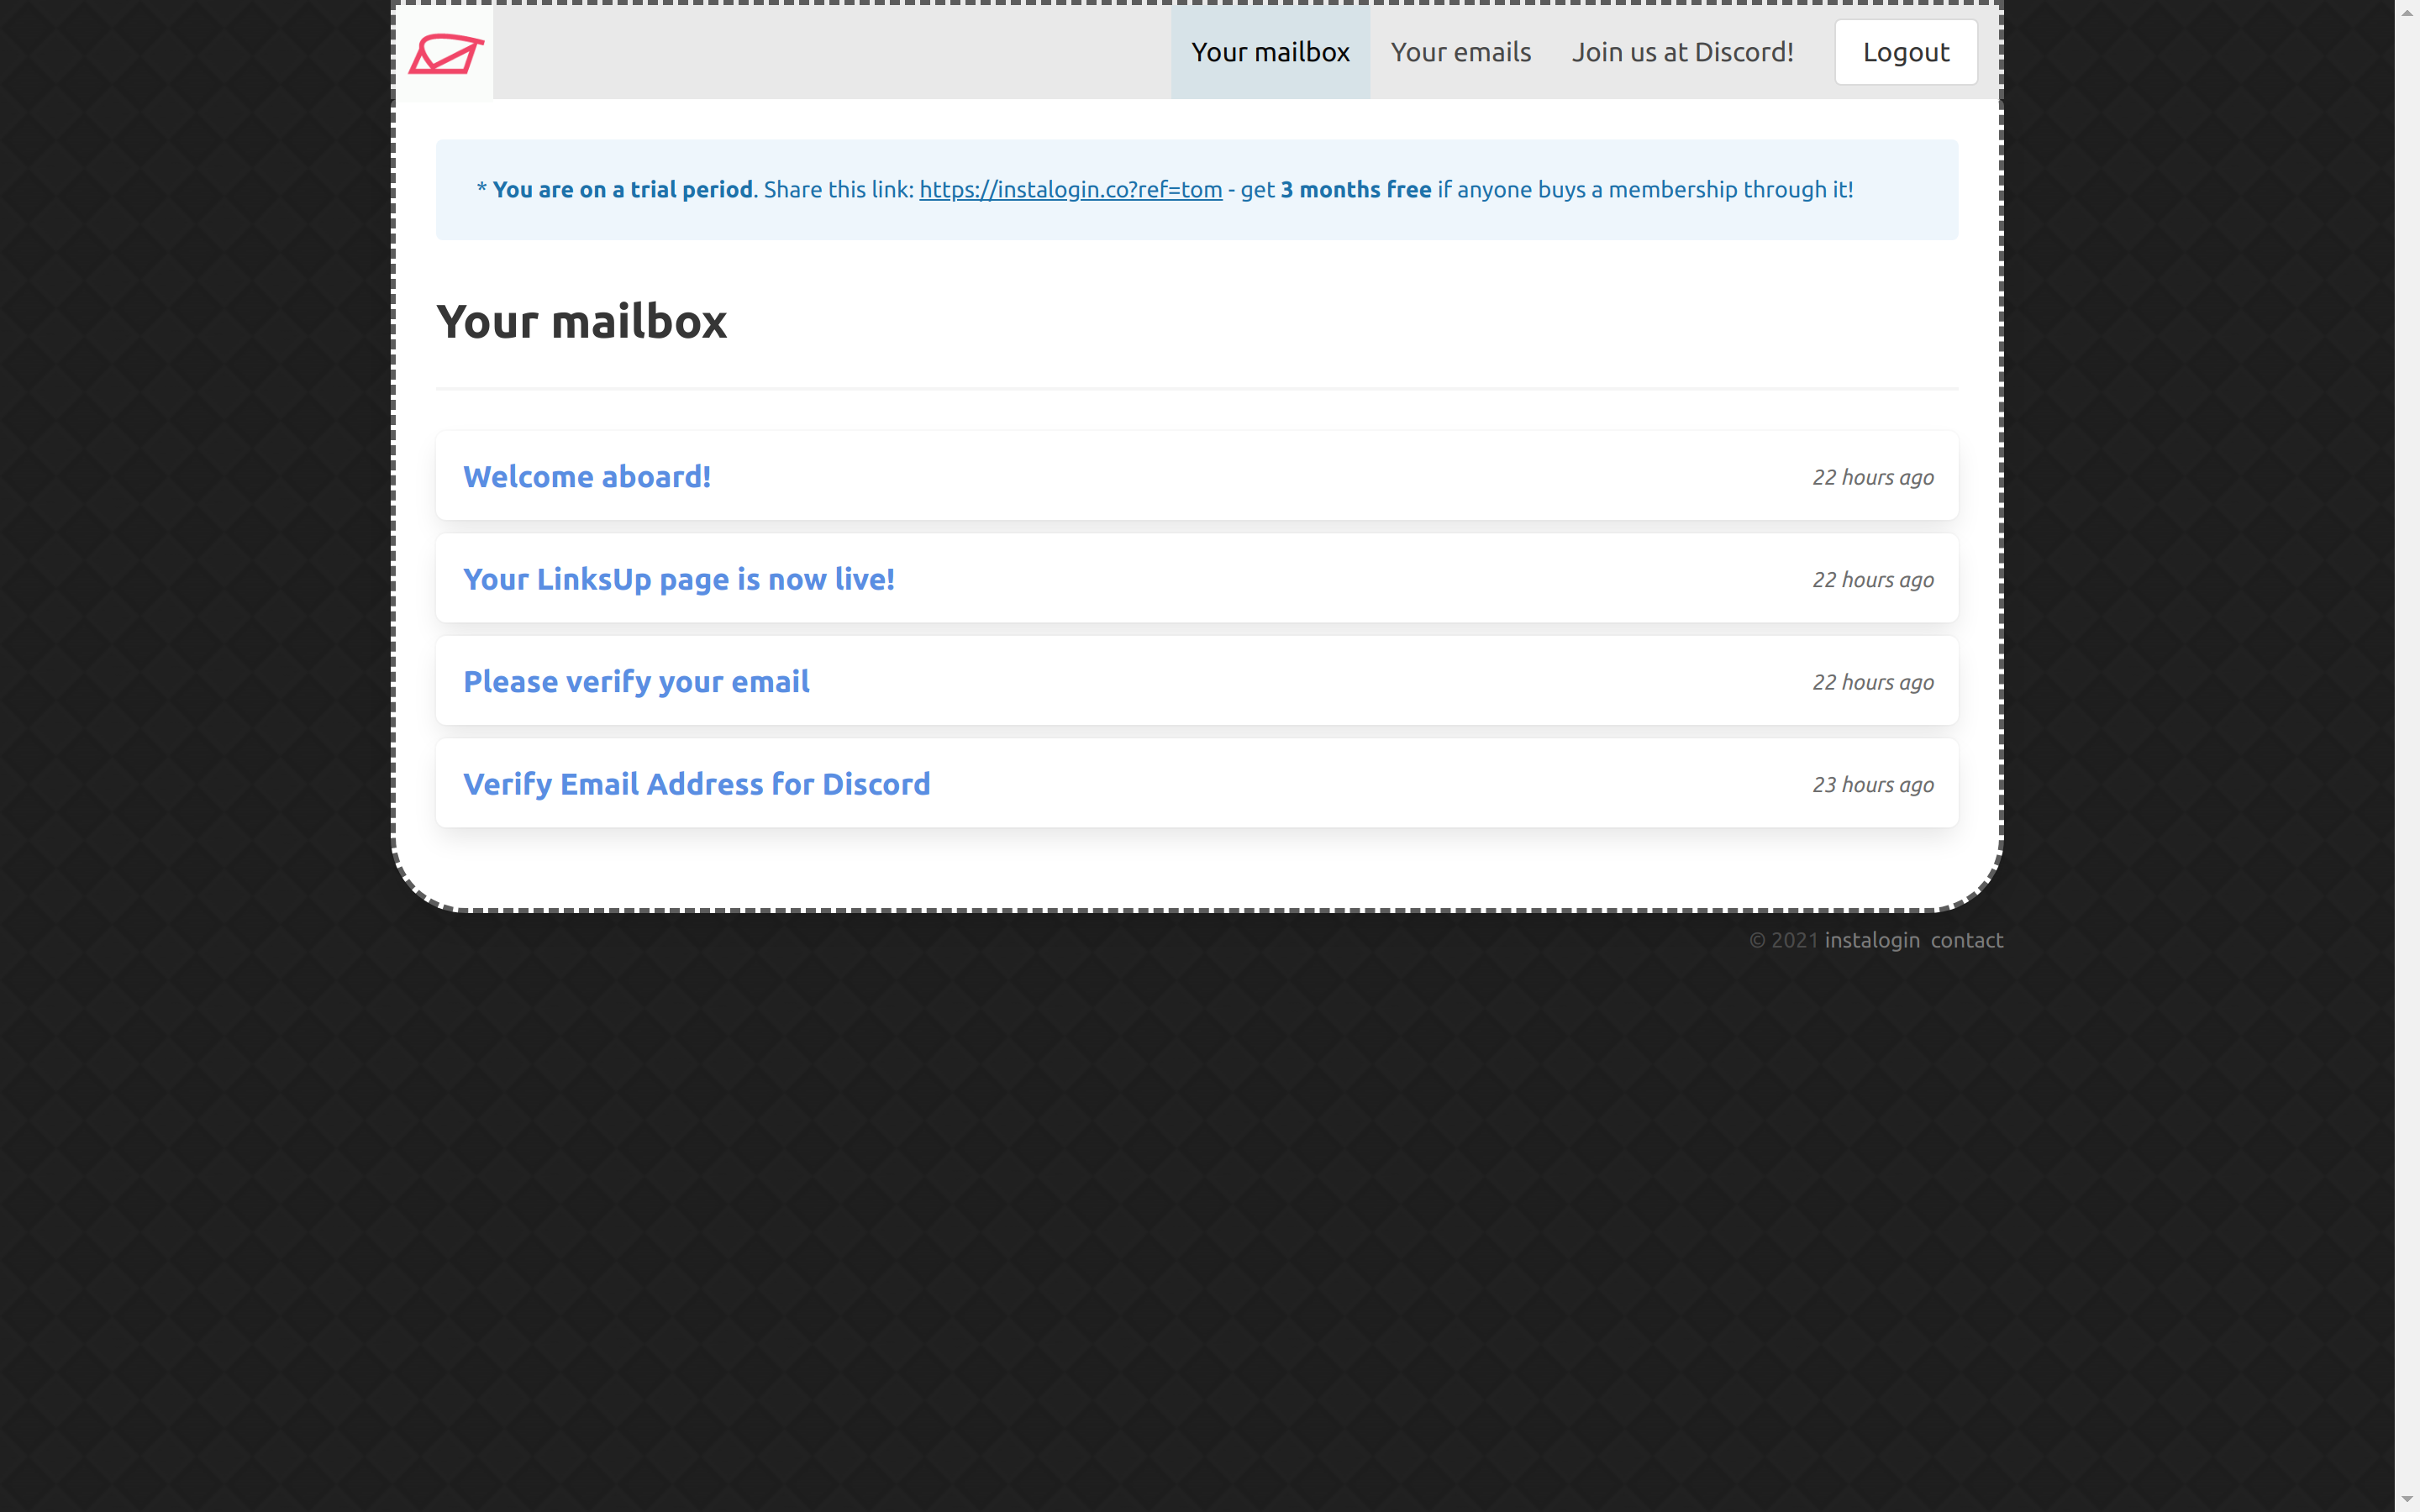 Your mailbox Your emails Join us at Discord! Logout
* You are on a trial period. Share this link: https://instalogin.co?ref=tom - get 3 months free if anyone buys a membership through it!
Your mailbox
Welcome aboard! 22 hours ago
Your LinksUp page is now live! 22 hours ago
Please verify your email 22 hours ago
Verify Email Address for Discord 23 hours ago
© 2021 instalogin contact